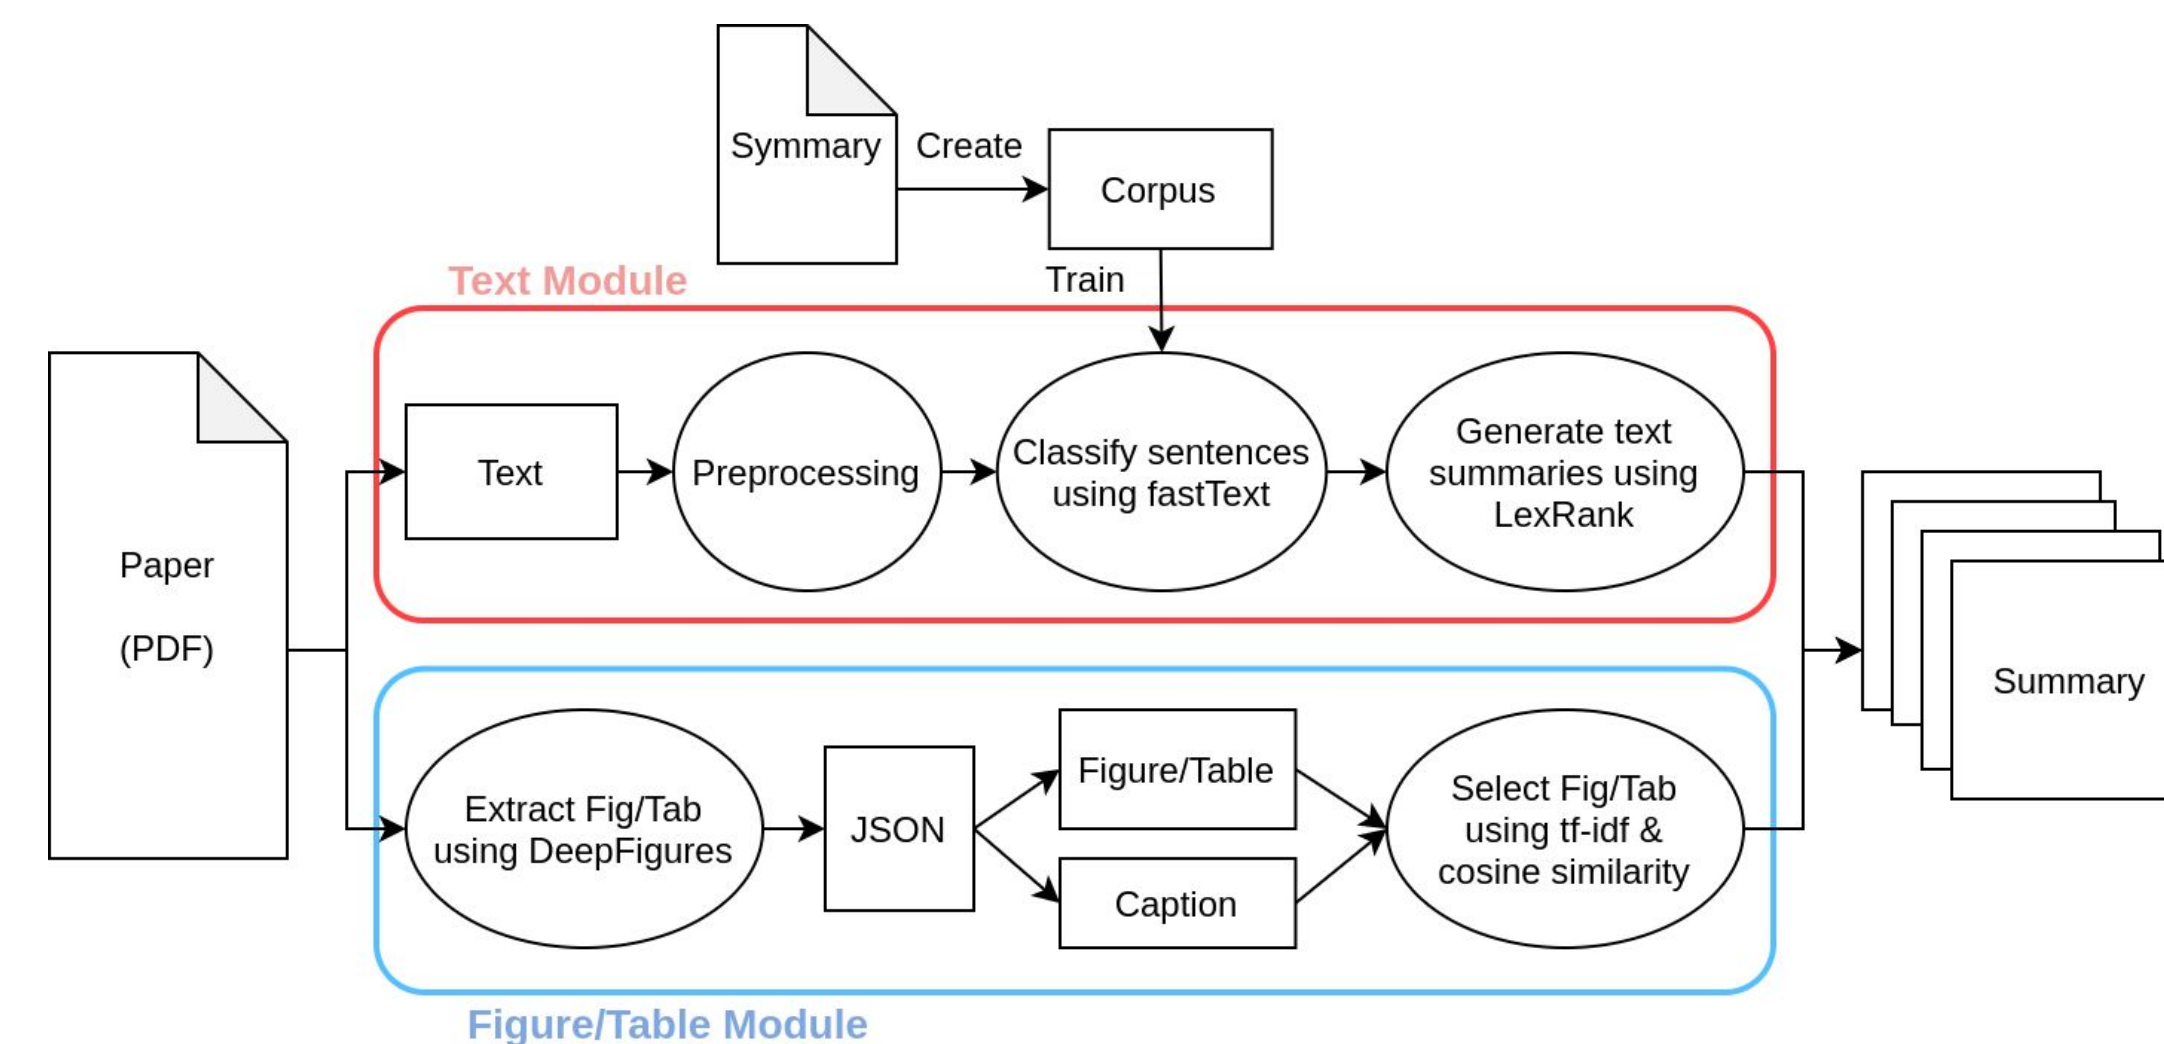 Symmary
Create
Corpus
Train
Text Module
Paper
(PDF)
Text
Preprocessing
Classify sentences
using fastText
Generate text
summaries using
LexRank
Summary
Extract Fig/Tab
using DeepFigures
JSON
Figure/Table
Caption
Select Fig/Tab
using tf-idf &
cosine similarity
Figure/Table Module